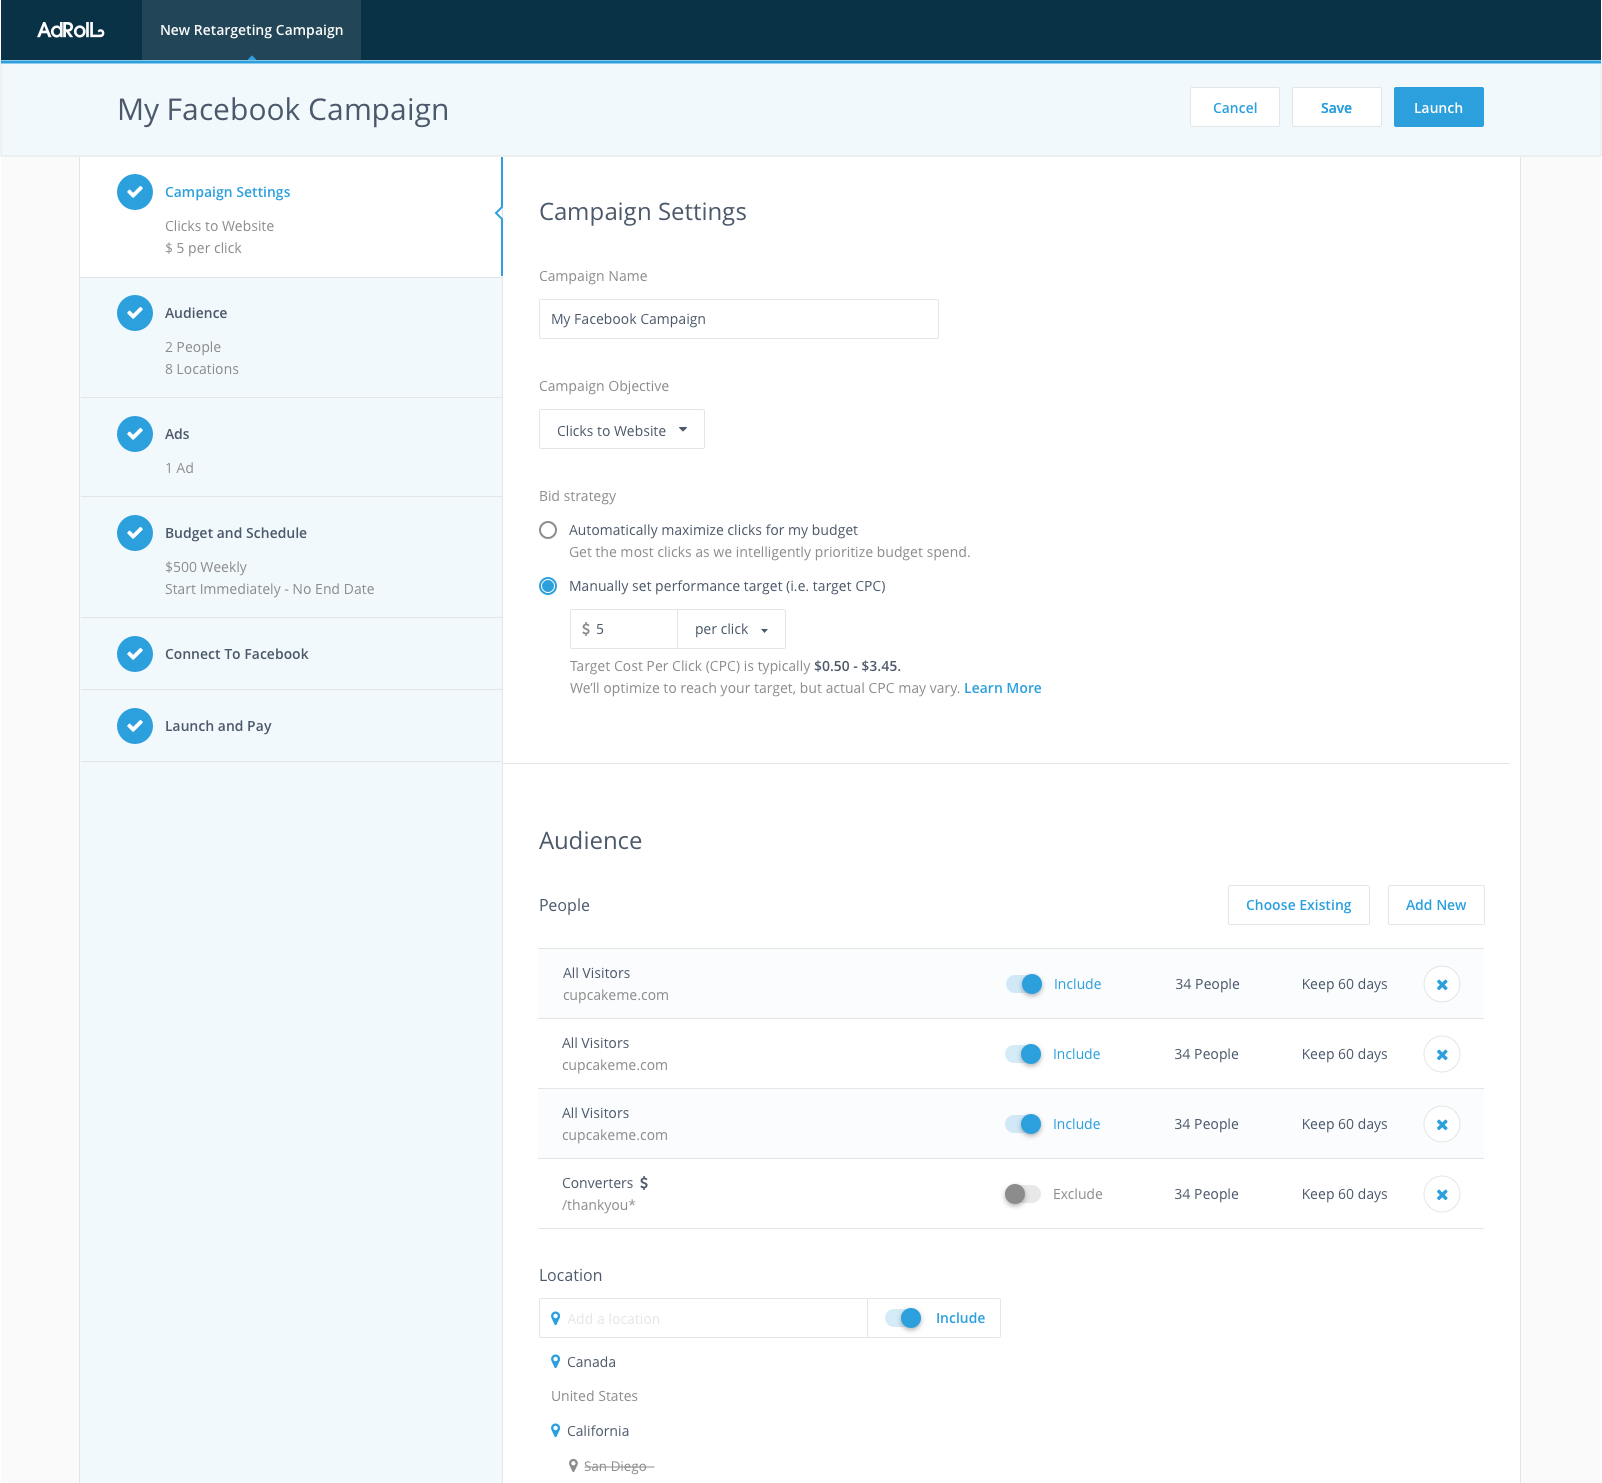 AdRoll
New Retargeting Campaign
My Facebook Campaign
Cancel
Save
Launch
Campaign Settings
Clicks to Website
$ 5 per click
Audience
2 People
8 Locations
Ads
1 Ad
Budget and Schedule
$500 Weekly
Start Immediately - No End Date
Connect To Facebook
Launch and Pay
Campaign Settings
Campaign Name
My Facebook Campaign
Campaign Objective
Clicks to Website
Bid strategy
Automatically maximize clicks for my budget
Get the most clicks as we intelligently prioritize budget spend.
Manually set performance target (i.e. target CPC)
$ 5 per click
Target Cost Per Click (CPC) is typically $0.50 - $3.45.
We'll optimize to reach your target, but actual CPC may vary. Learn More
Audience
People
Choose Existing
Add New
All Visitors
cupcakeme.com
Include
34 People
Keep 60 days
All Visitors
cupcakeme.com
Include
34 People
Keep 60 days
All Visitors
cupcakeme.com
Include
34 People
Keep 60 days
Converters $
/thankyou*
Exclude
34 People
Keep 60 days
Location
Add a location
Include
Canada
United States
California
San Diego